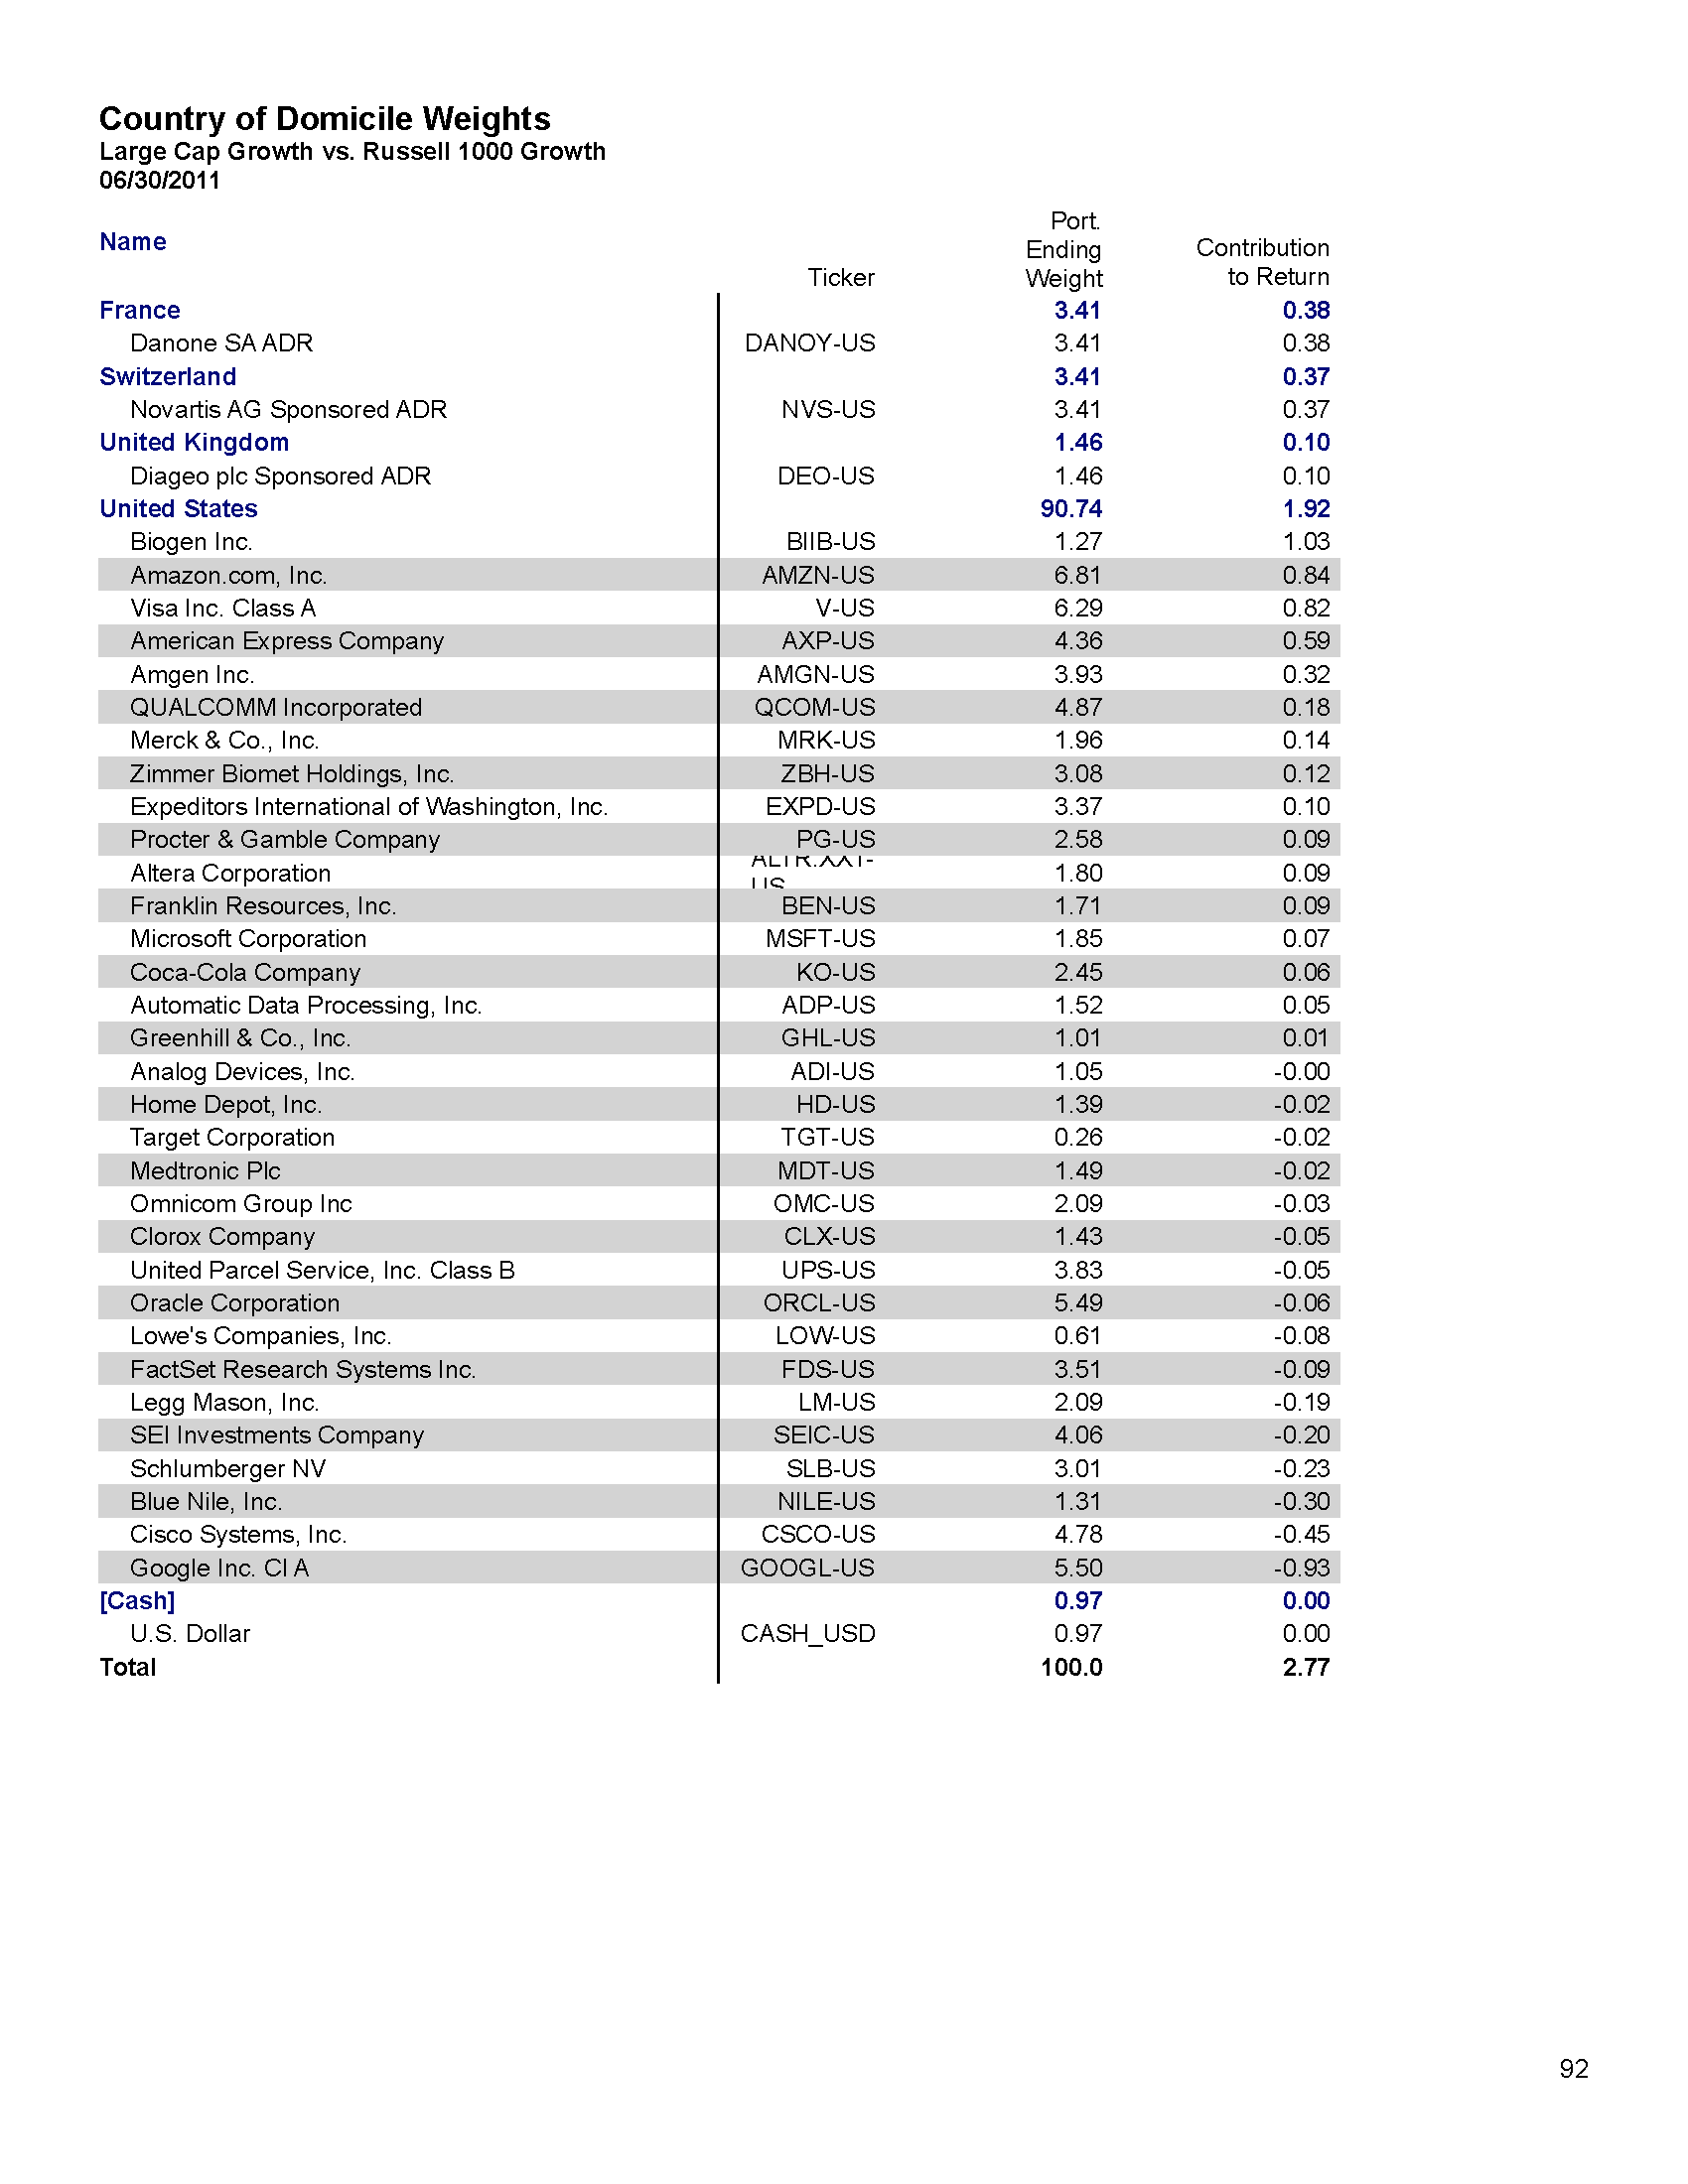 Country of Domicile Weights
Large Cap Growth vs. Russell 1000 Growth
06/30/2011
Name Ticker Port. Ending Weight Contribution to Return
France 3.41 0.38
Danone SA ADR DANOY-US 3.41 0.38
Switzerland 3.41 0.37
Novartis AG Sponsored ADR NVS-US 3.41 0.37
United Kingdom 1.46 0.10
Diageo plc Sponsored ADR DEO-US 1.46 0.10
United States 90.74 1.92
Biogen Inc. BIIB-US 1.27 1.03
Amazon.com, Inc. AMZN-US 6.81 0.84
Visa Inc. Class A V-US 6.29 0.82
American Express Company AXP-US 4.36 0.59
Amgen Inc. AMGN-US 3.93 0.32
QUALCOMM Incorporated QCOM-US 4.87 0.18
Merck & Co., Inc. MRK-US 1.96 0.14
Zimmer Biomet Holdings, Inc. ZBH-US 3.08 0.12
Expeditors International of Washington, Inc. EXPD-US 3.37 0.10
Procter & Gamble Company PG-US 2.58 0.09
Altera Corporation 1.80 0.09
Franklin Resources, Inc. BEN-US 1.71 0.09
Microsoft Corporation MSFT-US 1.85 0.07
Coca-Cola Company KO-US 2.45 0.06
Automatic Data Processing, Inc. ADP-US 1.52 0.05
Greenhill & Co., Inc. GHL-US 1.01 0.01
Analog Devices, Inc. ADI-US 1.05 -0.00
Home Depot, Inc. HD-US 1.39 -0.02
Target Corporation TGT-US 0.26 -0.02
Medtronic Plc MDT-US 1.49 -0.02
Omnicom Group Inc OMC-US 2.09 -0.03
Clorox Company CLX-US 1.43 -0.05
United Parcel Service, Inc. Class B UPS-US 3.83 -0.05
Oracle Corporation ORCL-US 5.49 -0.06
Lowe's Companies, Inc. LOW-US 0.61 -0.08
FactSet Research Systems Inc. FDS-US 3.51 -0.09
Legg Mason, Inc. LM-US 2.09 -0.19
SEI Investments Company SEIC-US 4.06 -0.20
Schlumberger NV SLB-US 3.01 -0.23
Blue Nile, Inc. NILE-US 1.31 -0.30
Cisco Systems, Inc. CSCO-US 4.78 -0.45
Google Inc. Cl A GOOGL-US 5.50 -0.93
[Cash] 0.97 0.00
U.S. Dollar CASH_USD 0.97 0.00
Total 100.0 2.77
92